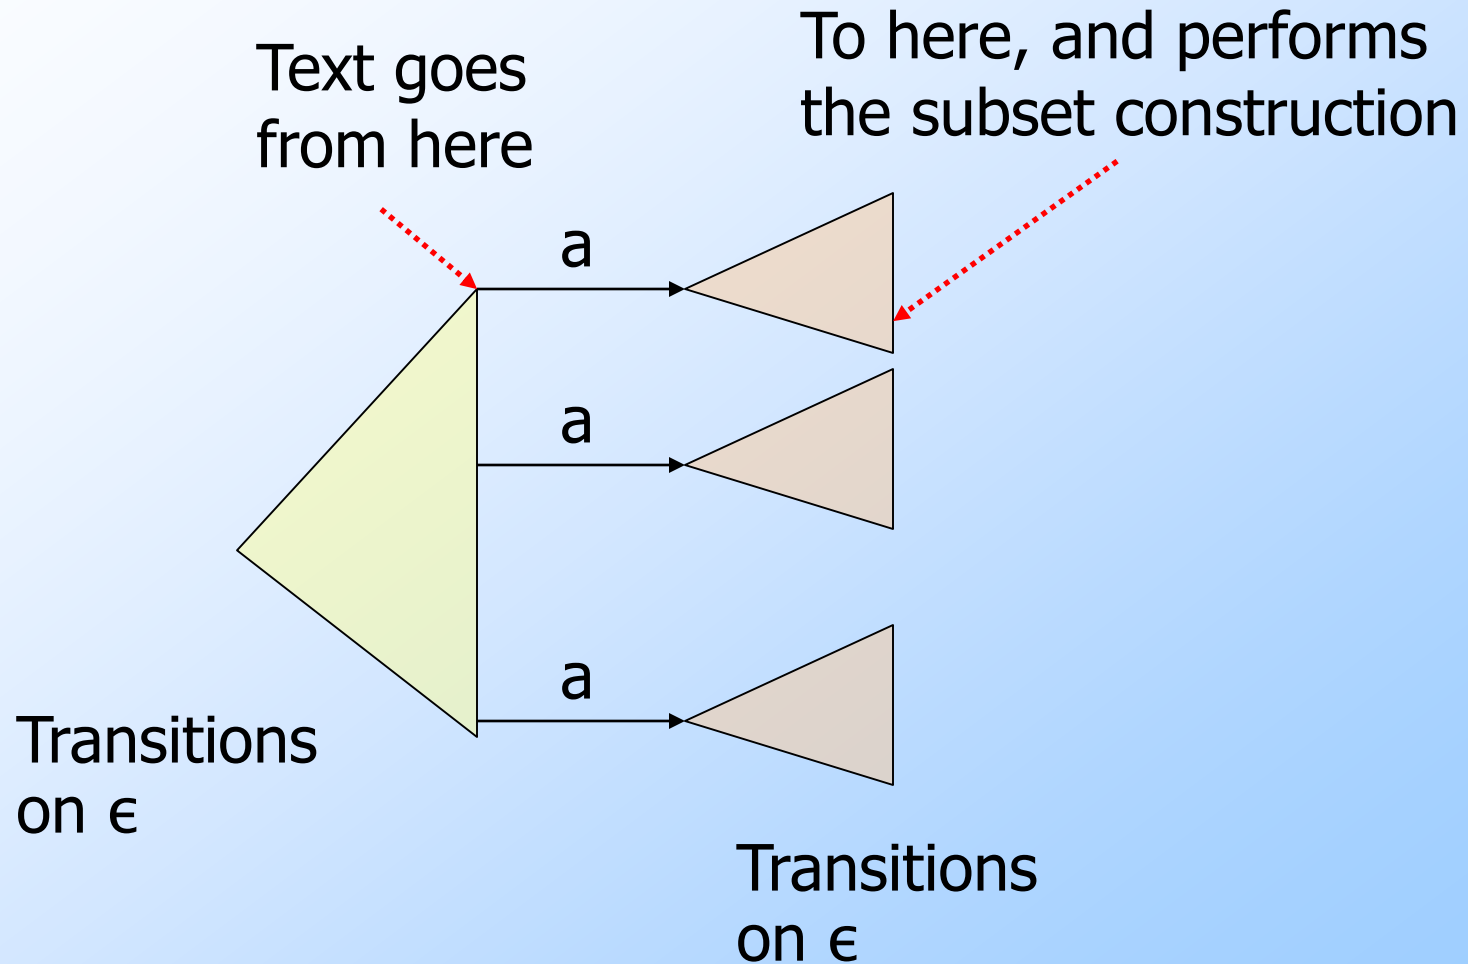 Text goes
from here
To here, and performs
the subset construction
a
a
a
Transitions
on ϵ
Transitions
on ϵ